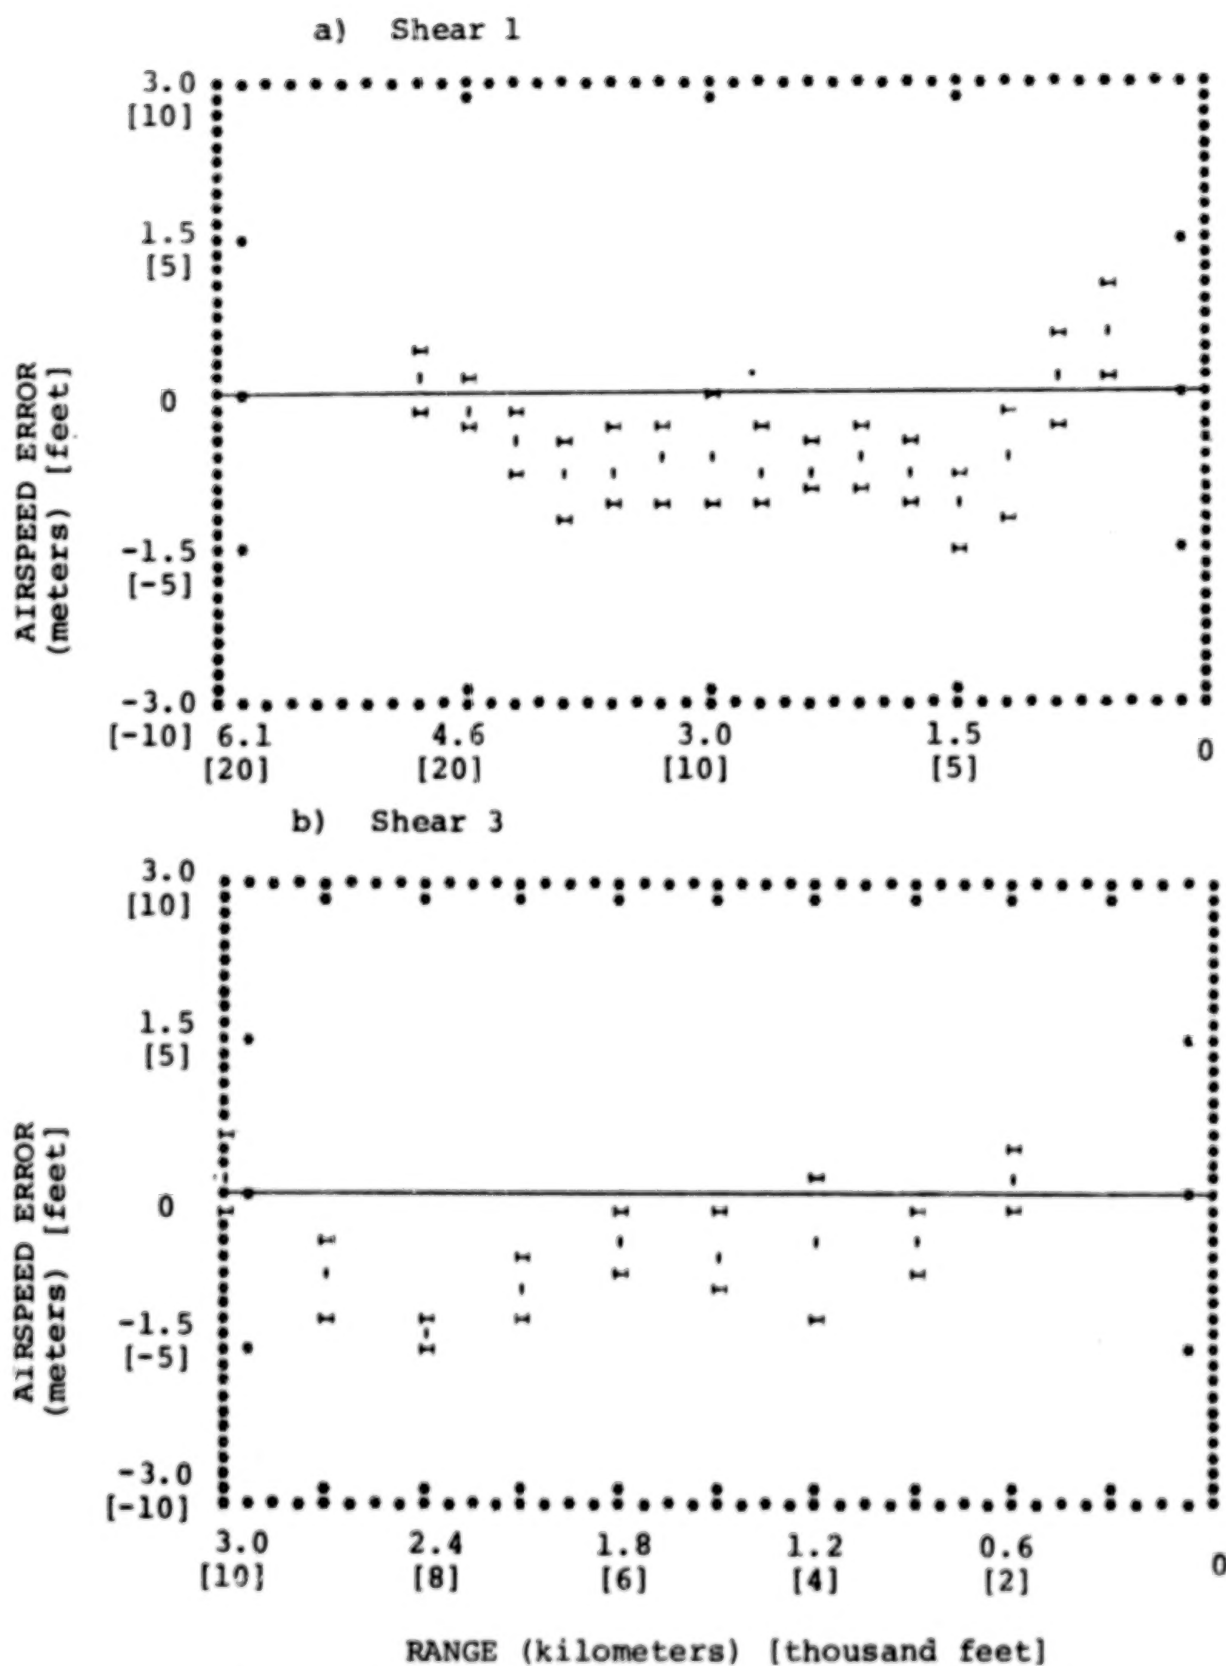 a) Shear 1
3.0
[10]
1.5
[5]
0
-1.5
[-5]
-3.0
[-10]
AIRSPEED ERROR
(meters) [feet]
6.1 4.6 3.0 1.5 0
[20] [20] [10] [5]
b) Shear 3
3.0
[10]
1.5
[5]
0
-1.5
[-5]
-3.0
[-10]
AIRSPEED ERROR
(meters) [feet]
3.0 2.4 1.8 1.2 0.6 0
[10] [8] [6] [4] [2]
RANGE (kilometers) [thousand feet]